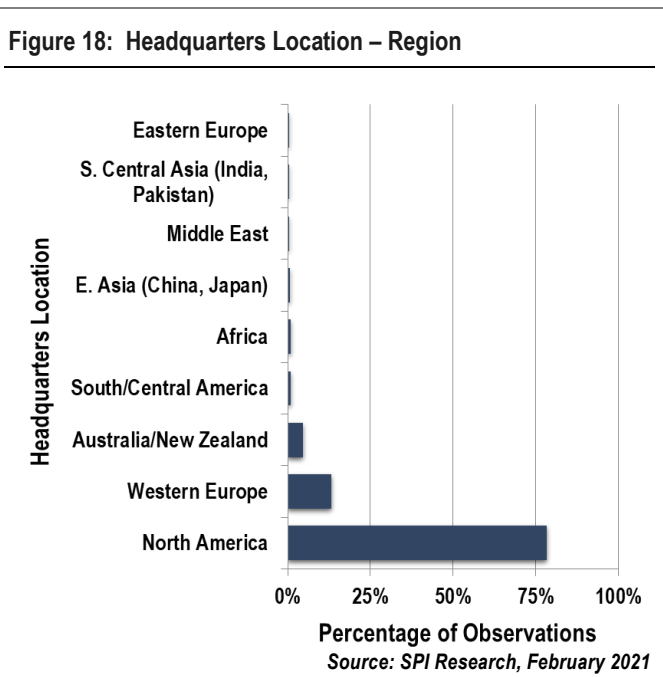 Figure 18:  Headquarters Location – Region
Eastern Europe
S. Central Asia (India,
Pakistan)
Middle East
E. Asia (China, Japan)
Africa
South/Central America
Australia/New Zealand
Western Europe
North America
Headquarters Location
0% 25% 50% 75% 100%
Percentage of Observations
Source: SPI Research, February 2021